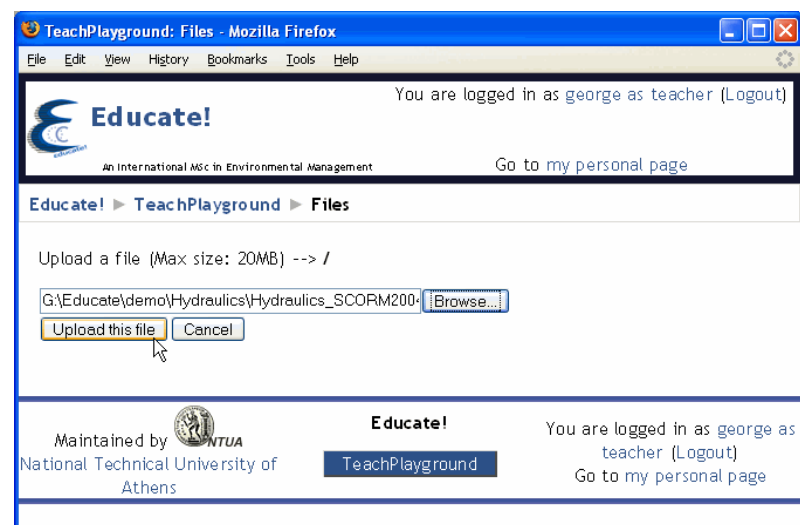 TeachPlayground: Files - Mozilla Firefox
File Edit View History Bookmarks Tools Help
You are logged in as george as teacher (Logout)
Educate!
An International MSc in Environmental Management
Go to my personal page
Educate! ► TeachPlayground ► Files
Upload a file (Max size: 20MB) --> /
G:\Educate\demo\Hydraulics\Hydraulics_SCORM200 Browse...
Upload this file Cancel
Maintained by NTUA
National Technical University of
Athens
Educate!
TeachPlayground
You are logged in as george as
teacher (Logout)
Go to my personal page